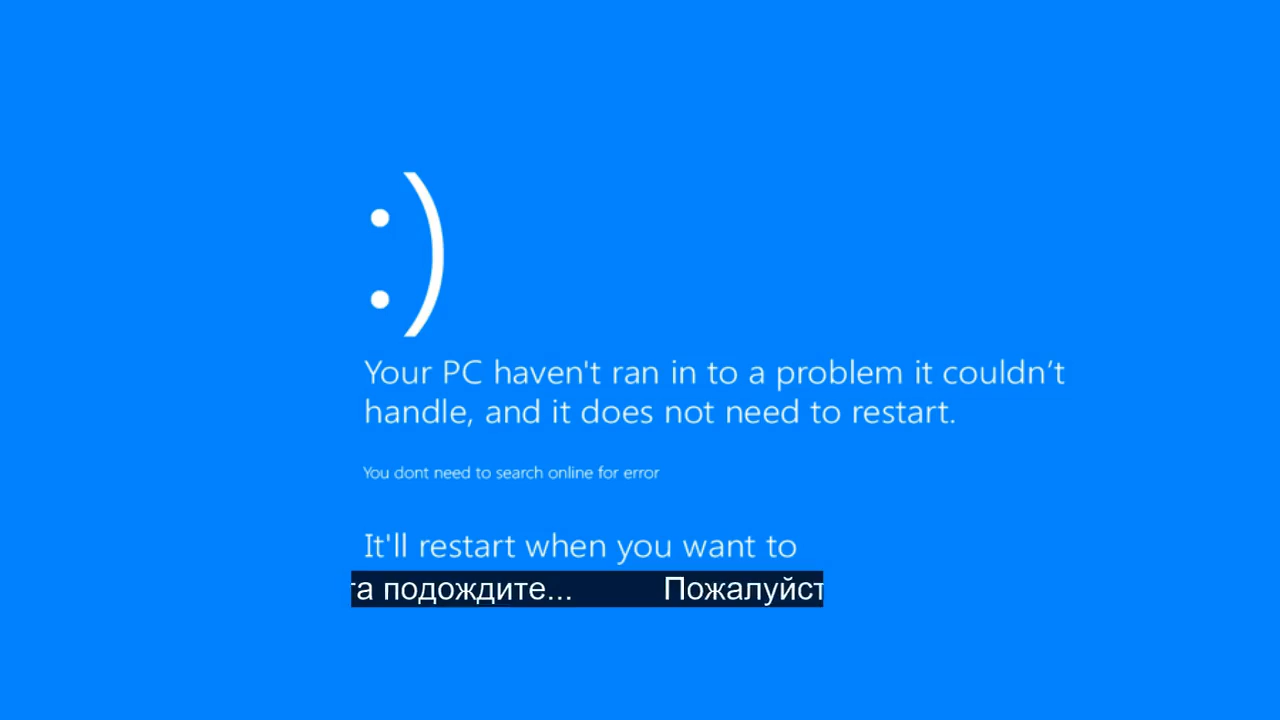 :)
Your PC haven't ran in to a problem it couldn’t
handle, and it does not need to restart.
You dont need to search online for error
It'll restart when you want to
та подождите... Пожалуйст